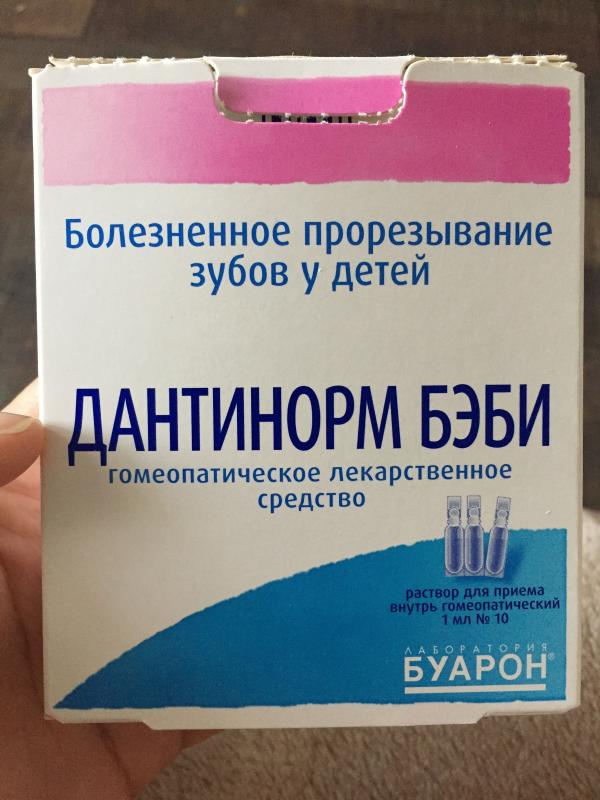 Болезненное прорезывание
зубов у детей
ДАНТИНОРМ БЭБИ
гомеопатическое лекарственное
средство
раствор для приема
внутрь гомеопатический
1 мл № 10
ЛАБОРАТОРИЯ
БУАРОН®